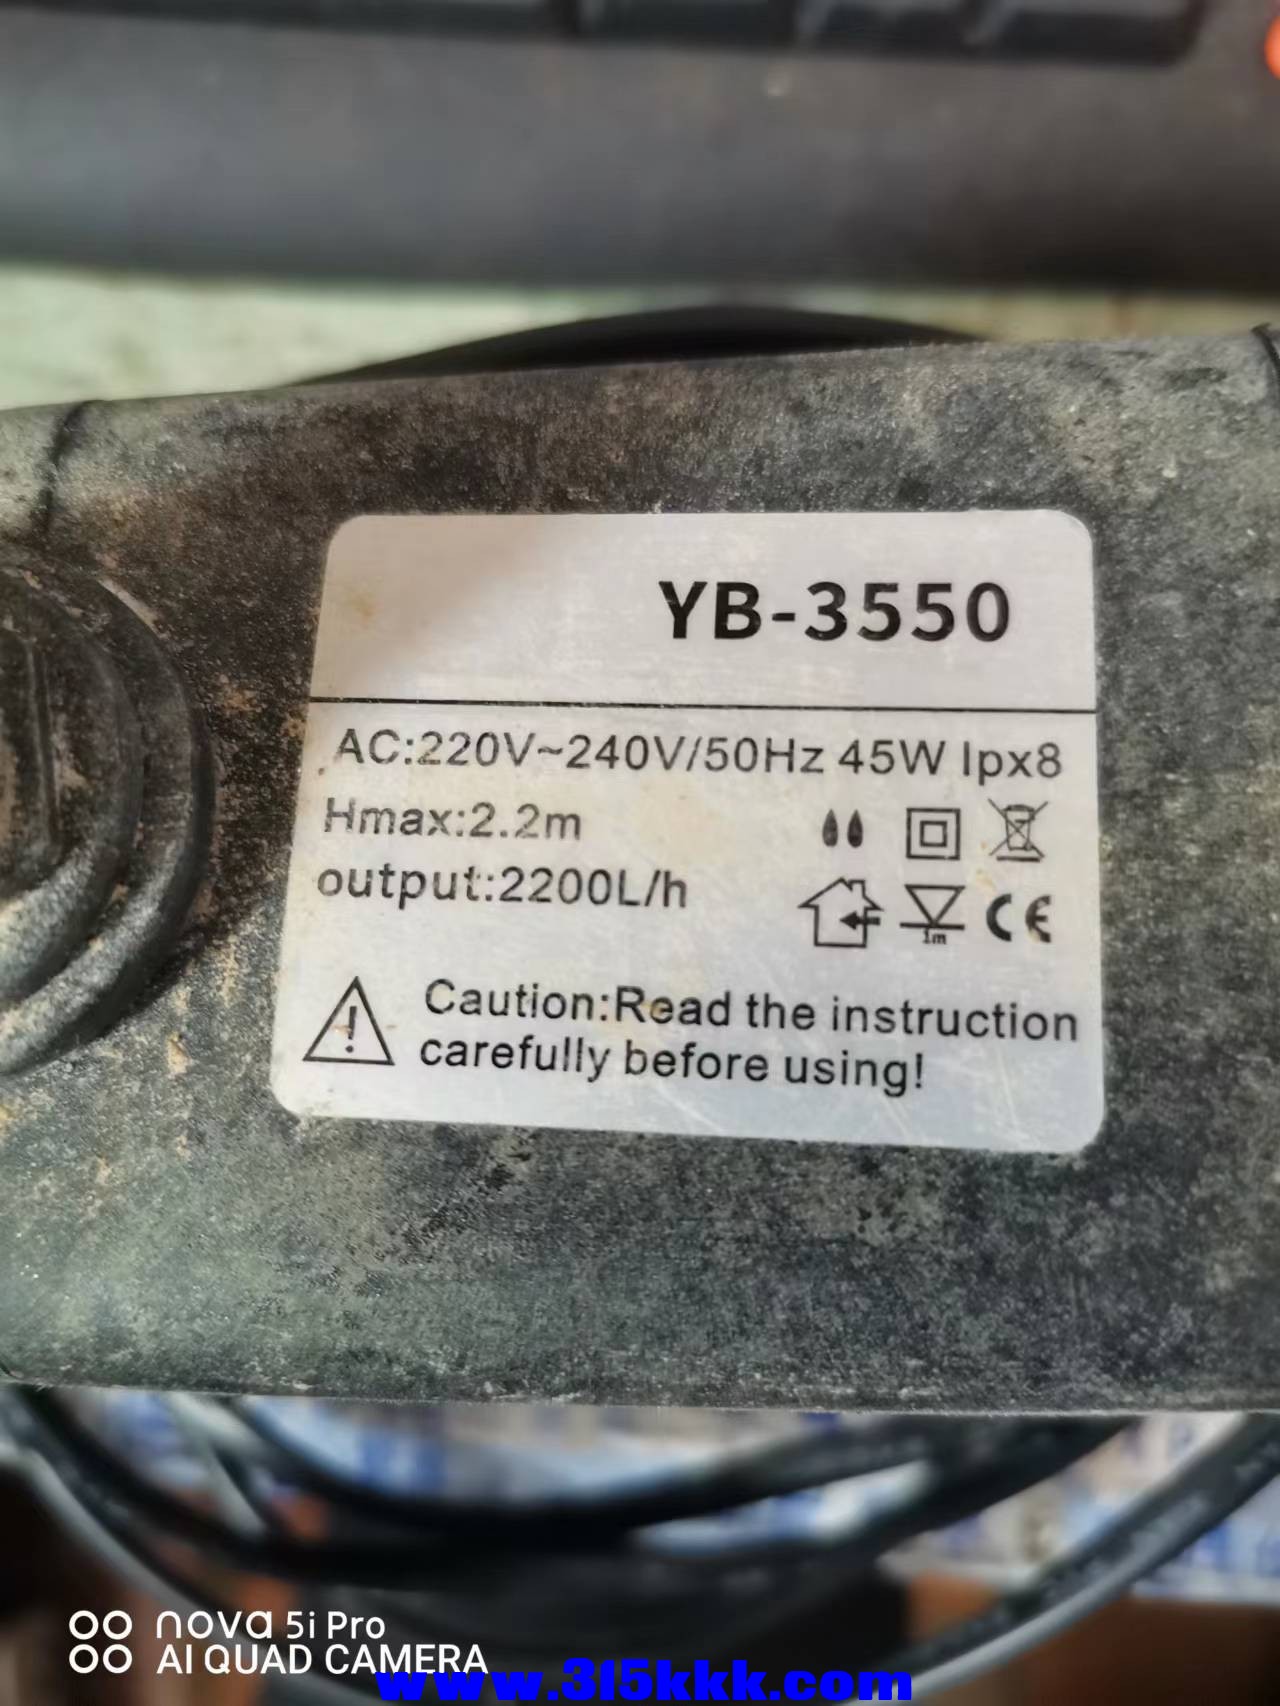 YB-3550
AC:220V~240V/50Hz 45W Ipx8
Hmax:2.2m
output:2200L/h
1m
CE
Caution:Read the instruction
carefully before using!
nova 5i Pro
AI QUAD CAMERA
www.315kkk.com